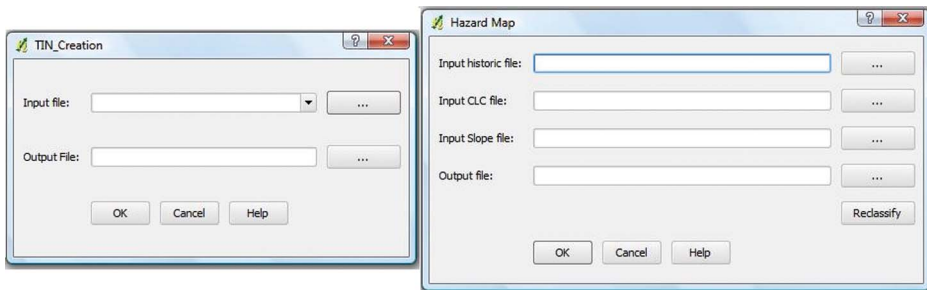 TIN_Creation
?
Input file:
...
Output File:
...
OK Cancel Help
Hazard Map
?
Input historic file:
...
Input CLC file:
...
Input Slope file:
...
Output file:
...
Reclassify
OK Cancel Help